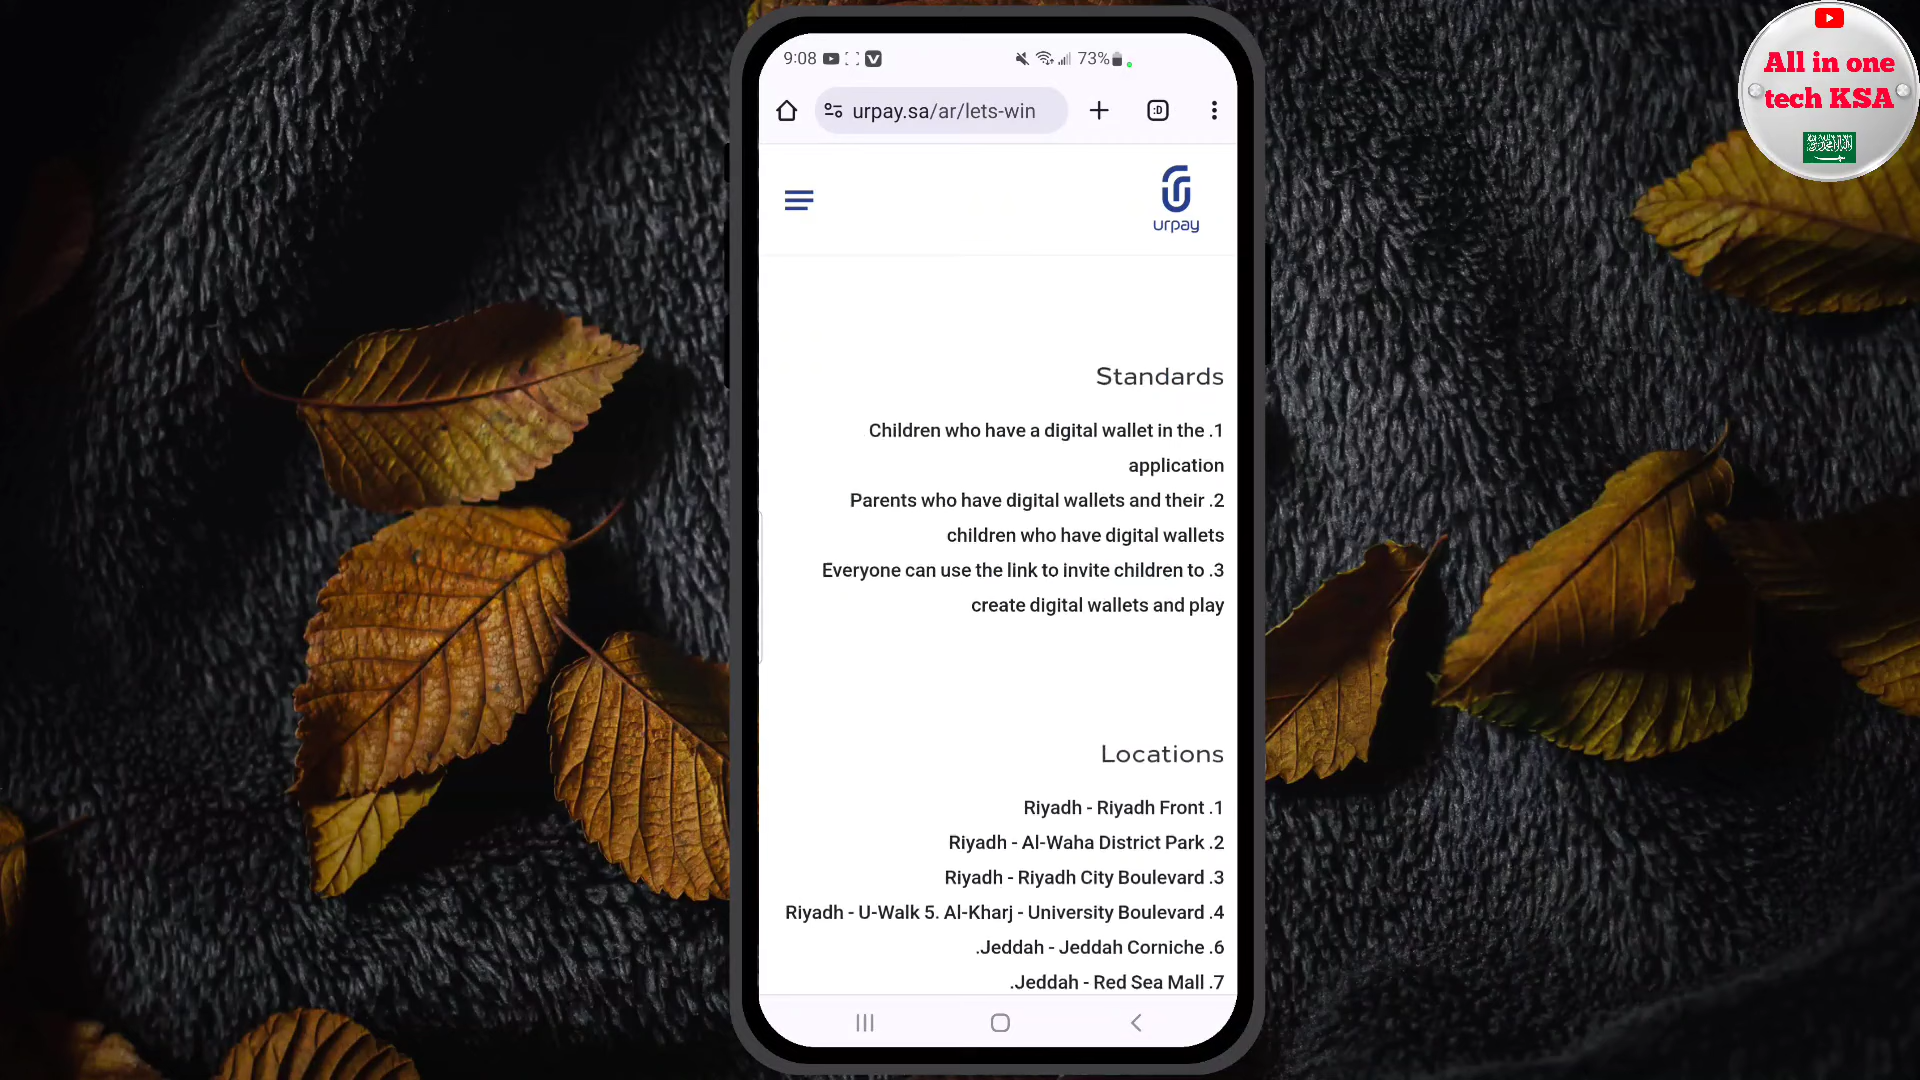 9:08
73%
urpay.sa/ar/lets-win
:D
urpay
Standards
Children who have a digital wallet in the .1
application
Parents who have digital wallets and their .2
children who have digital wallets
Everyone can use the link to invite children to .3
create digital wallets and play
Locations
Riyadh - Riyadh Front .1
Riyadh - Al-Waha District Park .2
Riyadh - Riyadh City Boulevard .3
Riyadh - U-Walk 5. Al-Kharj - University Boulevard .4
.Jeddah - Jeddah Corniche .6
.Jeddah - Red Sea Mall .7
All in one
tech KSA